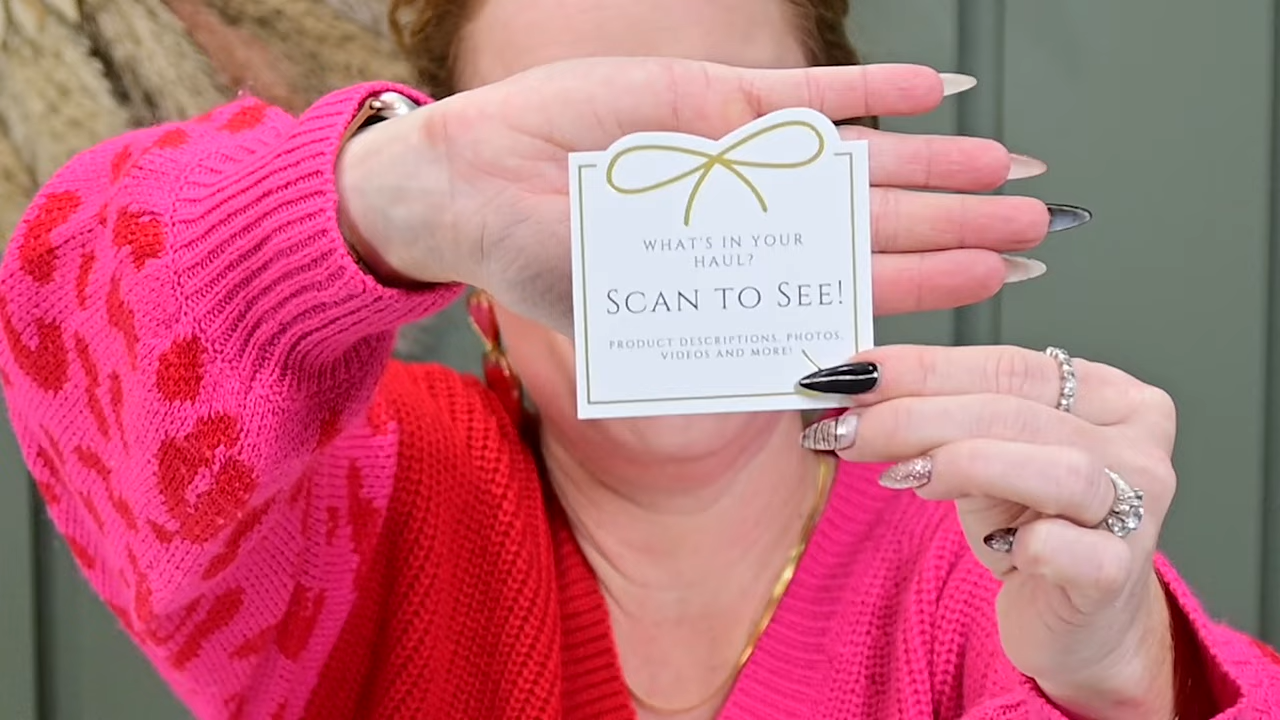 WHAT'S IN YOUR
HAUL?
SCAN TO SEE!
PRODUCT DESCRIPTIONS, PHOTOS,
VIDEOS AND MORE!